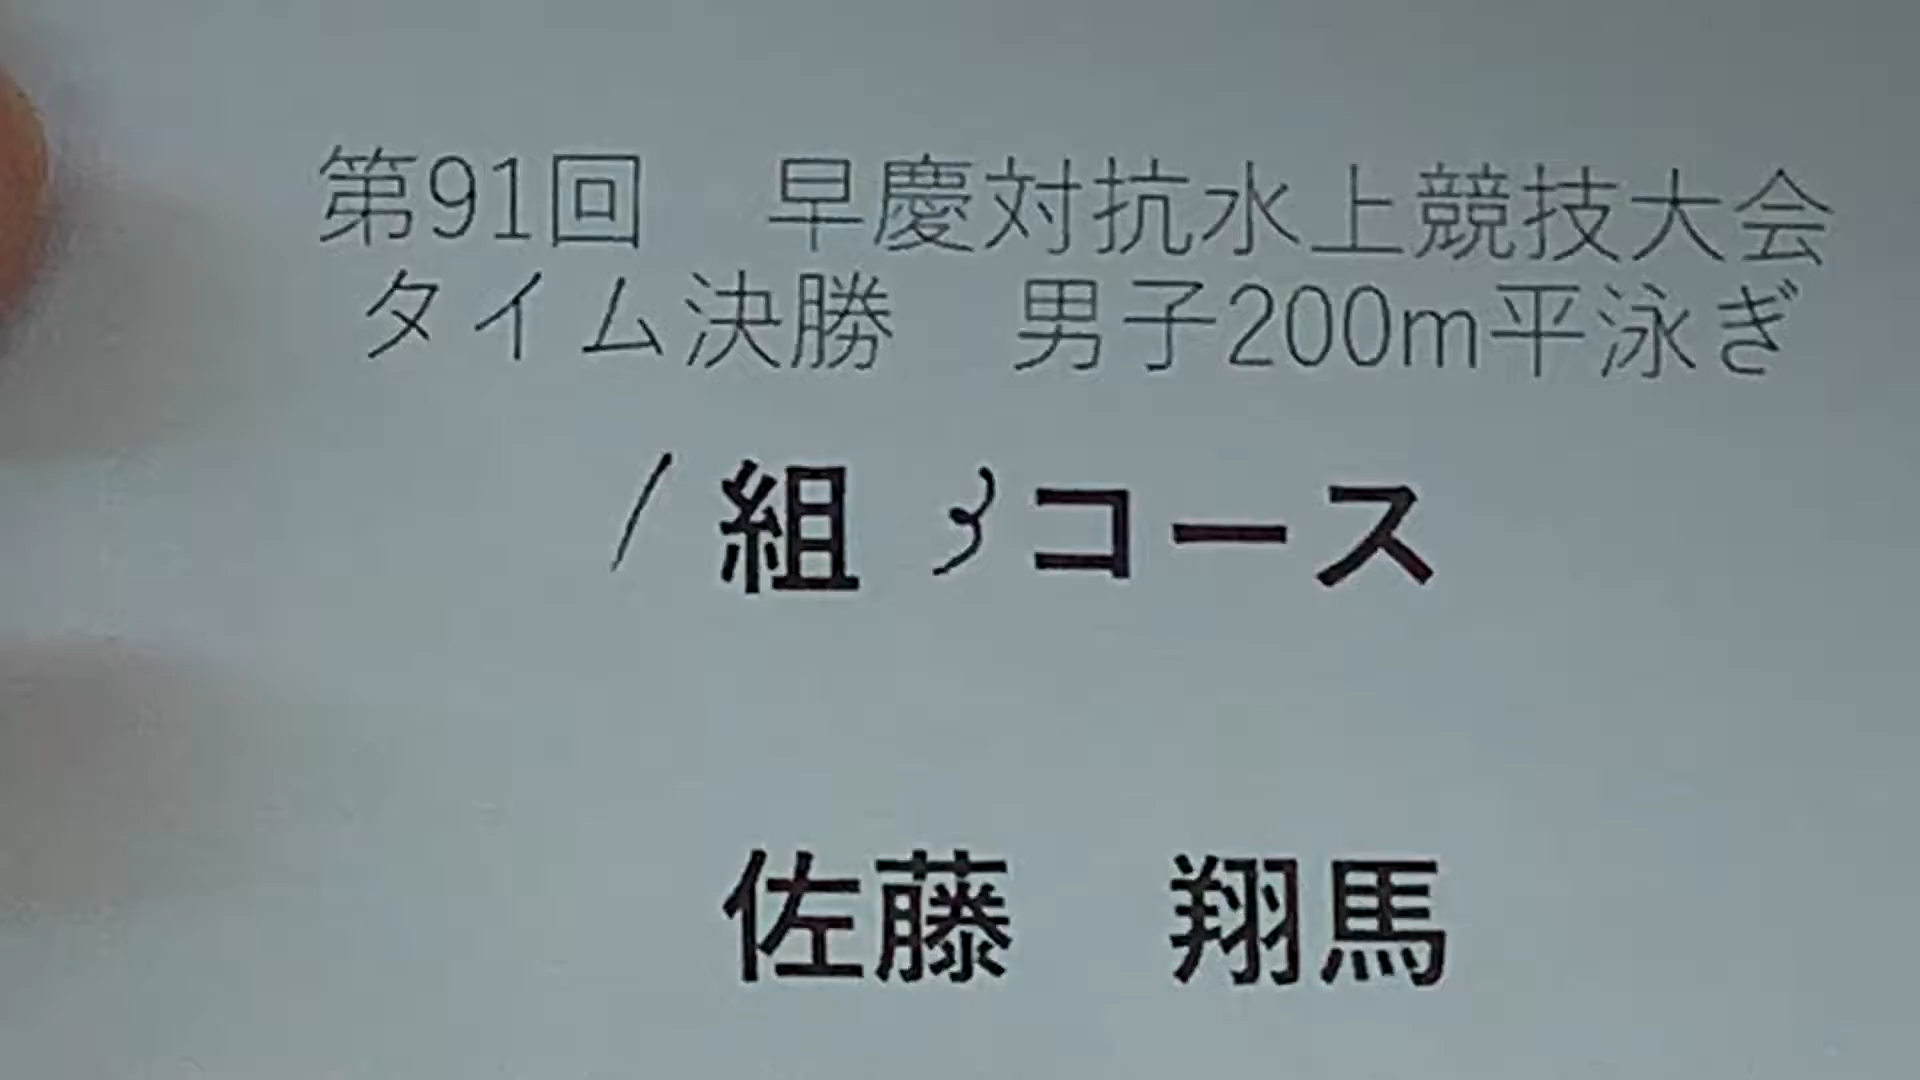 第91回　早慶対抗水上競技大会
タイム決勝　男子200m平泳ぎ
1組 3コース
佐藤　翔馬